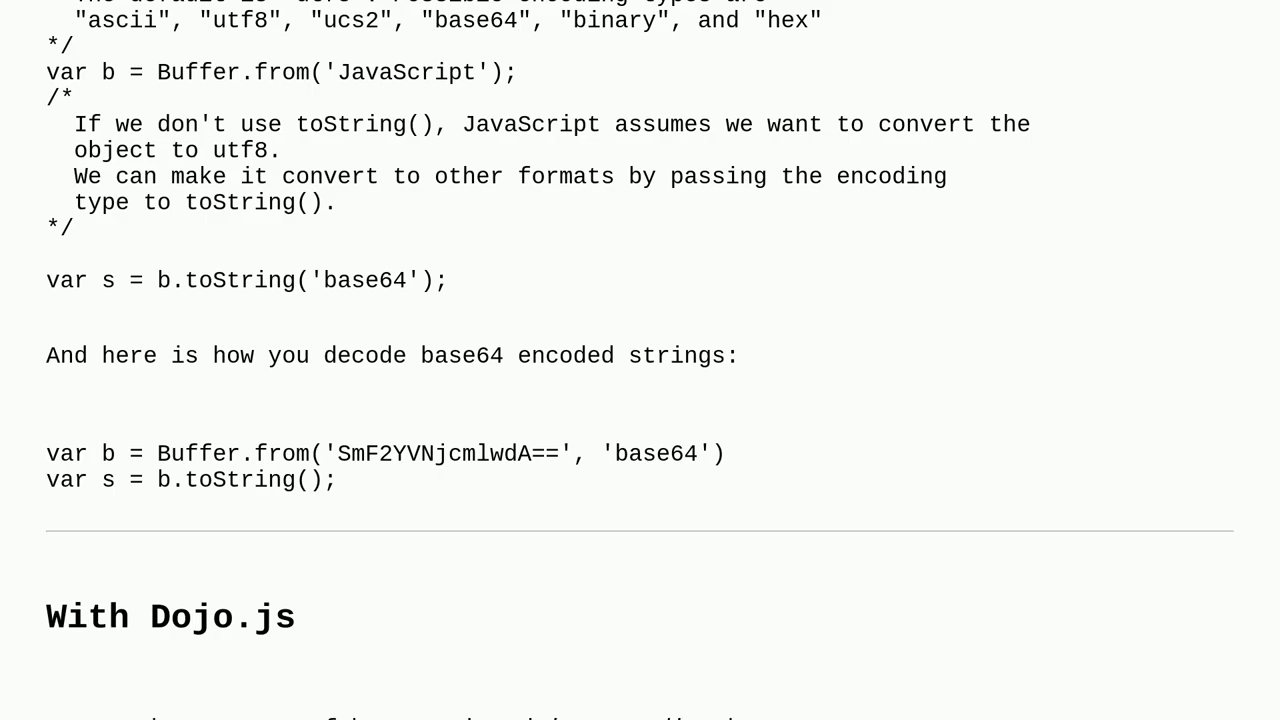 "ascii", "utf8", "ucs2", "base64", "binary", and "hex"
*/
var b = Buffer.from('JavaScript');
/*
If we don't use toString(), JavaScript assumes we want to convert the
object to utf8.
We can make it convert to other formats by passing the encoding
type to toString().
*/
var s = b.toString('base64');
And here is how you decode base64 encoded strings:
var b = Buffer.from('SmF2YVNjcmlwdA==', 'base64')
var s = b.toString();
With Dojo.js